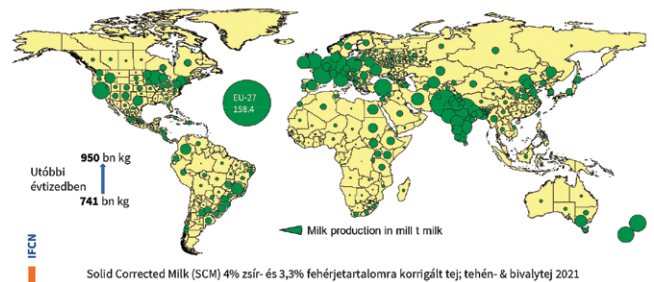 EU-27
158.4
950 bn kg
Utóbbi
évtizedben
741 bn kg
Milk production in mill t milk
IFCN
Solid Corrected Milk (SCM) 4% zsír- és 3,3% fehérjetartalomra korrigált tej; tehén- & bivalytej 2021